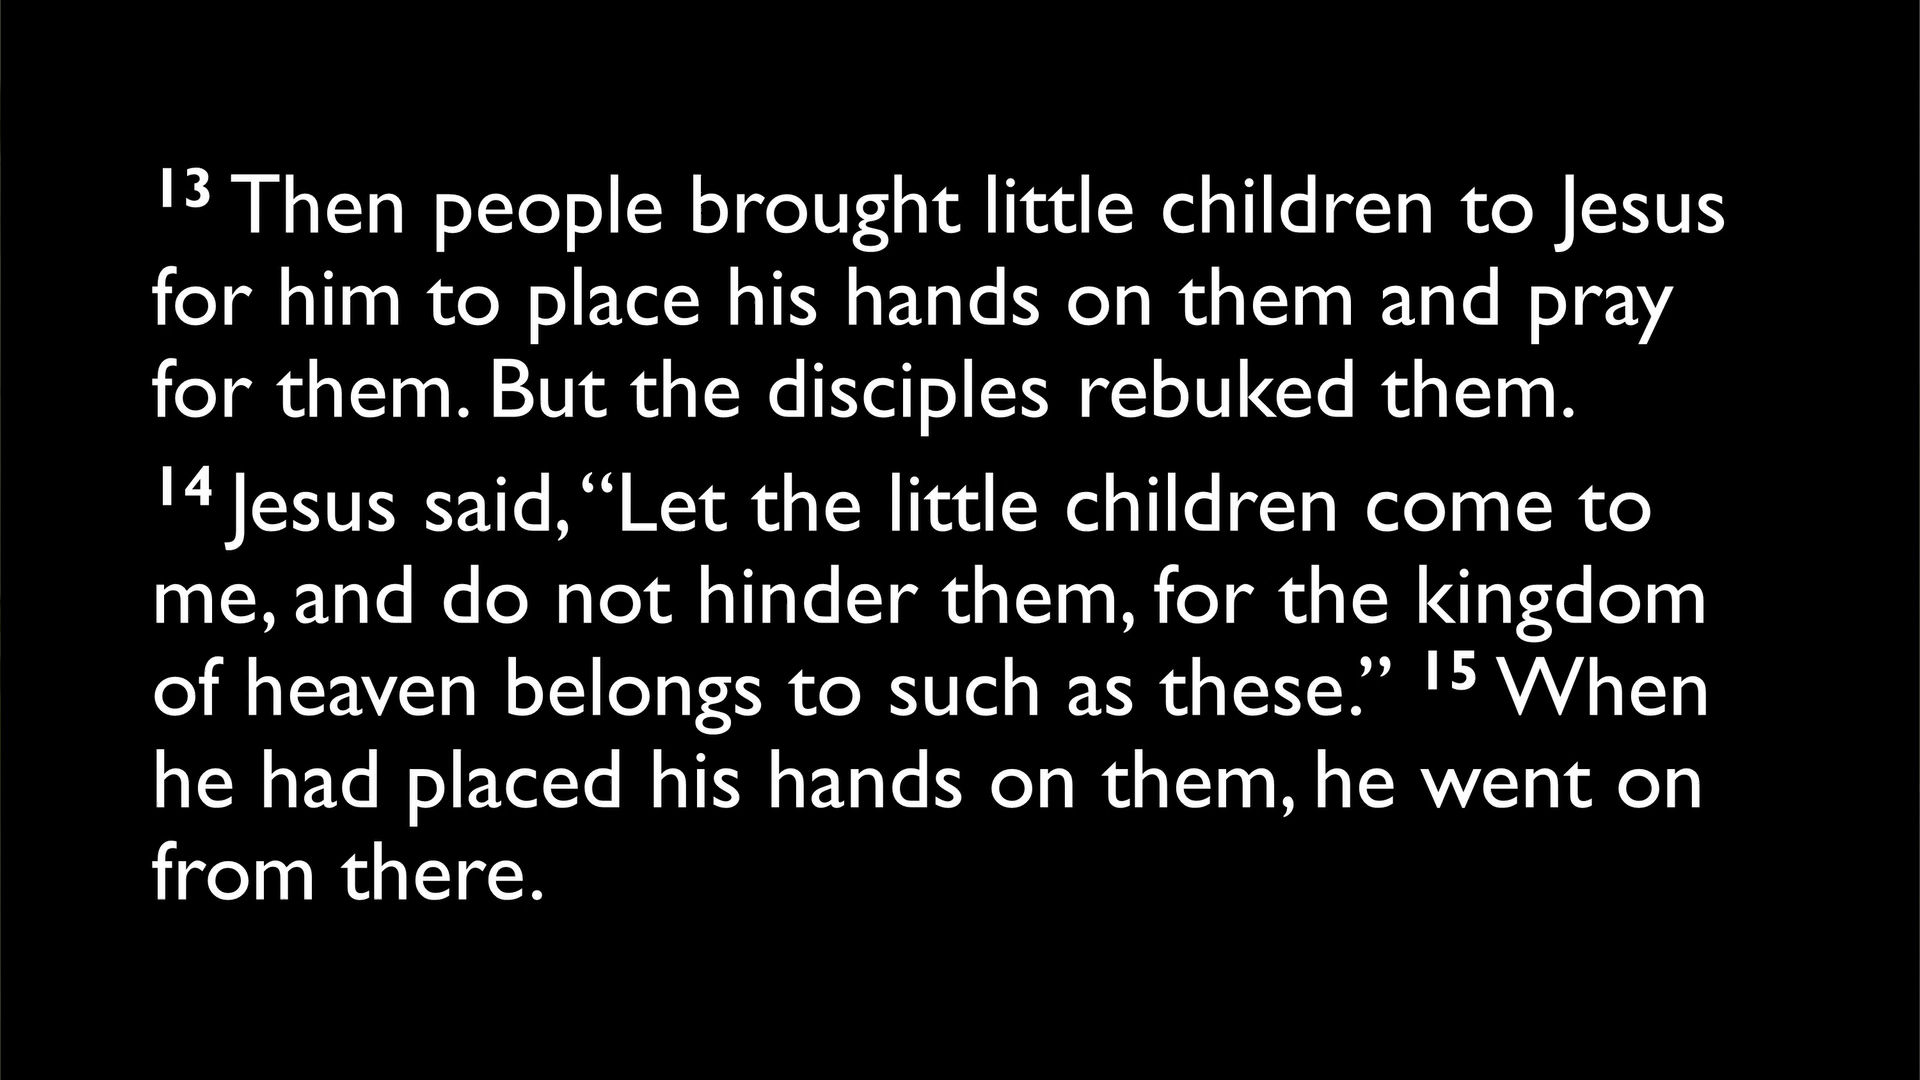 13 Then people brought little children to Jesus
for him to place his hands on them and pray
for them. But the disciples rebuked them.
14 Jesus said, “Let the little children come to
me, and do not hinder them, for the kingdom
of heaven belongs to such as these.” 15 When
he had placed his hands on them, he went on
from there.